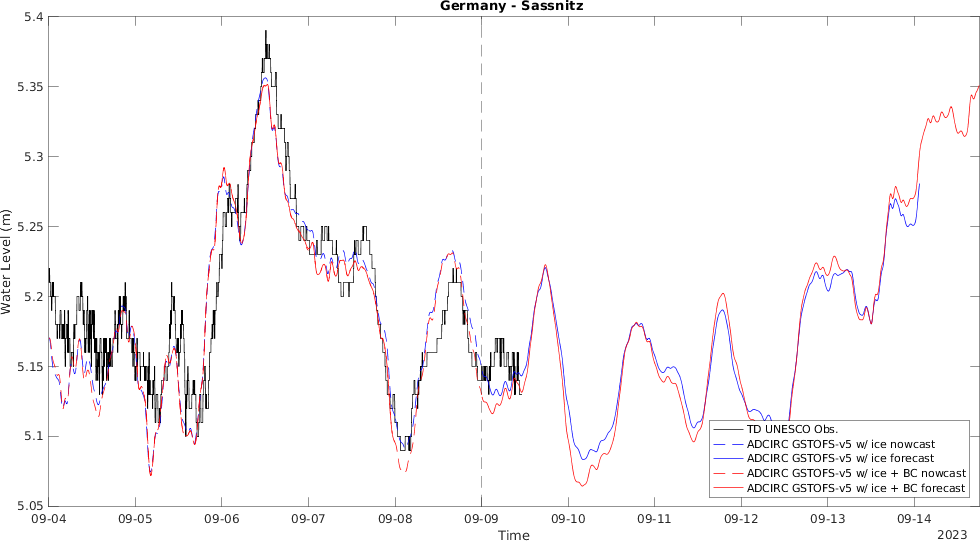 Germany - Sassnitz
5.4
5.35
5.3
5.25
5.2
5.15
5.1
5.05
Water Level (m)
TD UNESCO Obs.
ADCIRC GSTOFS-v5 w/ ice nowcast
ADCIRC GSTOFS-v5 w/ ice forecast
ADCIRC GSTOFS-v5 w/ ice + BC nowcast
ADCIRC GSTOFS-v5 w/ ice + BC forecast
09-04 09-05 09-06 09-07 09-08 09-09 09-10 09-11 09-12 09-13 09-14
Time
2023